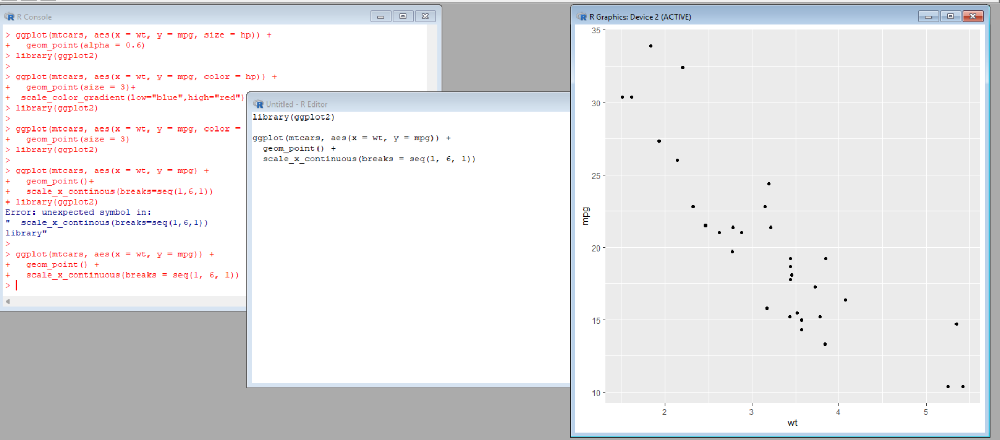 R Console
> ggplot(mtcars, aes(x = wt, y = mpg, size = hp)) +
+   geom_point(alpha = 0.6)
> library(ggplot2)
>
> ggplot(mtcars, aes(x = wt, y = mpg, color = hp)) +
+   geom_point(size = 3)+
+  scale_color_gradient(low="blue",high="red")
> library(ggplot2)
>
> ggplot(mtcars, aes(x = wt, y = mpg, color =
+   geom_point(size = 3)
> library(ggplot2)
>
> ggplot(mtcars, aes(x = wt, y = mpg) +
+   geom_point()+
+   scale_x_continous(breaks=seq(1,6,1))
+ library(ggplot2)
Error: unexpected symbol in:
"  scale_x_continous(breaks=seq(1,6,1))
library"
>
> ggplot(mtcars, aes(x = wt, y = mpg)) +
+   geom_point() +
+   scale_x_continuous(breaks = seq(1, 6, 1))
>
Untitled - R Editor
library(ggplot2)
ggplot(mtcars, aes(x = wt, y = mpg)) +
  geom_point() +
  scale_x_continuous(breaks = seq(1, 6, 1))
R Graphics: Device 2 (ACTIVE)
35
30
25
20
15
10
mpg
2 3 4 5
wt